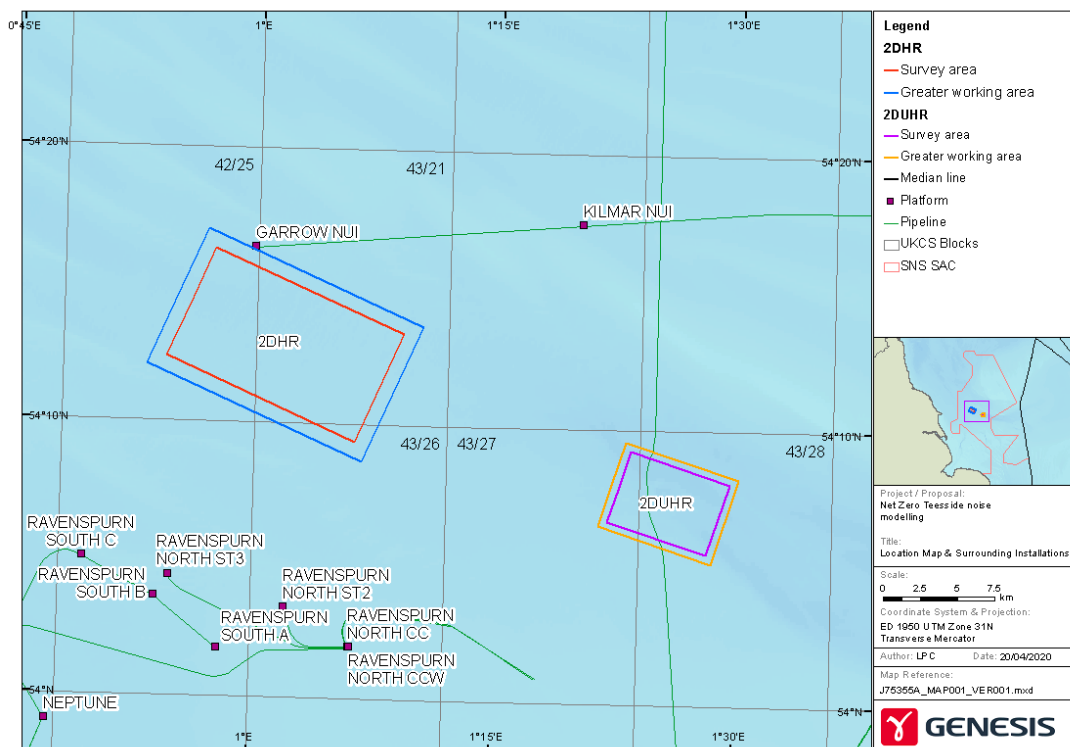 0°45'E
1°E
1°15'E
1°30'E
54°20'N
54°20'N
42/25
43/21
KILMAR NUI
GARROW NUI
2DHR
54°10'N
54°10'N
43/26
43/27
43/28
2DUHR
RAVENSPURN
SOUTH C
RAVENSPURN
NORTH ST3
RAVENSPURN
SOUTH B
RAVENSPURN
NORTH ST2
RAVENSPURN
SOUTH A
RAVENSPURN
NORTH CC
RAVENSPURN
NORTH CCW
54°N
54°N
NEPTUNE
1°E
1°15'E
1°30'E
Legend
2DHR
Survey area
Greater working area
2DUHR
Survey area
Greater working area
Median line
Platform
Pipeline
UKCS Blocks
SNS SAC
Project / Proposal:
Net Zero Teesside noise
modelling
Title:
Location Map & Surrounding Installations
Scale:
0 2.5 5 7.5
km
Coordinate System & Projection:
ED 1950 UTM Zone 31N
Transverse Mercator
Author: LPC Date: 20/04/2020
Map Reference:
J75355A_MAP001_VER001.mxd
GENESIS